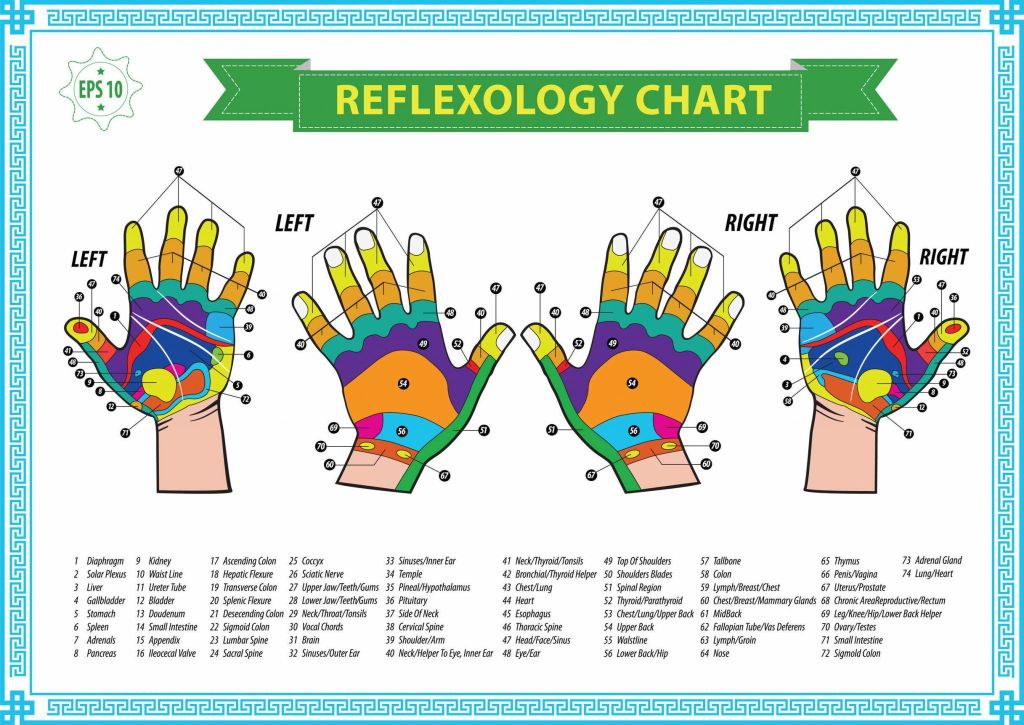 EPS 10
REFLEXOLOGY CHART
LEFT
47
74
47
36
40
1
41
48
73
9
8
12
71
40
48
39
6
5
72
LEFT
47
47
40
40
48
49
52
54
69
56
51
70
60
67
RIGHT
47
47
40
40
48
49
52
54
51
56
69
70
60
67
RIGHT
47
53
47
36
40
40
48
39
1
4
3
58
52
48
73
9
8
12
71
1 Diaphragm
2 Solar Plexus
3 Liver
4 Gallbladder
5 Stomach
6 Spleen
7 Adrenals
8 Pancreas
9 Kidney
10 Waist Line
11 Ureter Tube
12 Bladder
13 Doudenum
14 Small Intestine
15 Appendix
16 Ileocecal Valve
17 Ascending Colon
18 Hepatic Flexure
19 Transverse Colon
20 Splenic Flexure
21 Desecending Colon
22 Sigmoid Colon
23 Lumbar Spine
24 Sacral Spine
25 Coccyx
26 Sciatic Nerve
27 Upper Jaw/Teeth/Gums
28 Lower Jaw/Teeth/Gums
29 Neck/Throat/Tonsils
30 Vocal Chords
31 Brain
32 Sinuses/Outer Ear
33 Sinuses/Inner Ear
34 Temple
35 Pineal/Hypothalamus
36 Pituitary
37 Side Of Neck
38 Cervical Spine
39 Shoulder/Arm
40 Neck/Helper To Eye, Inner Ear
41 Neck/Thyroid/Tonsils
42 Bronchial/Thyroid Helper
43 Chest/Lung
44 Heart
45 Esophagus
46 Thoracic Spine
47 Head/Face/Sinus
48 Eye/Ear
49 Top Of Shoulders
50 Shoulders Blades
51 Spinal Region
52 Thyroid/Parathyroid
53 Chest/Lung/Upper Back
54 Upper Back
55 Waistline
56 Lower Back/Hip
57 Tailbone
58 Colon
59 Lymph/Breast/Chest
60 Chest/Breast/Mammary Glands
61 MidBack
62 Fallopian Tube/Vas Deferens
63 Lymph/Groin
64 Nose
65 Thymus
66 Penis/Vagina
67 Uterus/Prostate
68 Chronic AreaReproductive/Rectum
69 Leg/Knee/Hip/Lower Back Helper
70 Ovary/Testes
71 Small Intestine
72 Sigmoid Colon
73 Adrenal Gland
74 Lung/Heart